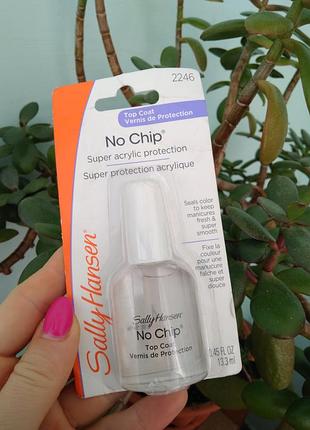 2246
Top Coat
Vernis de Protection
No Chip®
Super acrylic protection
Super protection acrylique
Seals color
to keep
manicures
fresh &
super
smooth
Fixe la
couleur
pour une
manucure
fraîche et
super
douce
Sally Hansen®
Sally Hansen
No Chip®
Top Coat
Vernis de Protection
0.45 FL OZ
13.3 ml